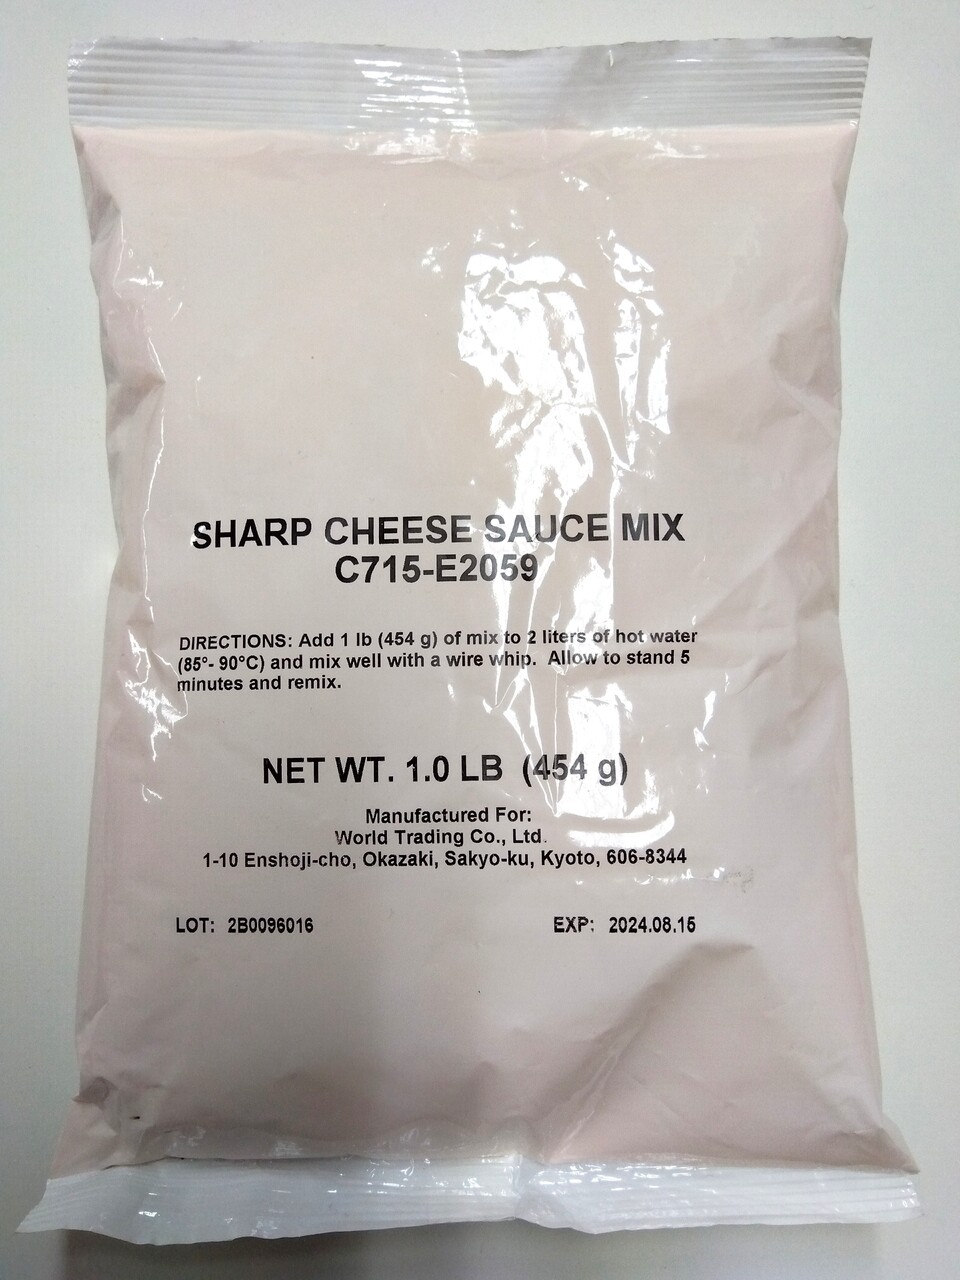 SHARP CHEESE SAUCE MIX
C715-E2059
DIRECTIONS: Add 1 lb (454 g) of mix to 2 liters of hot water
(85°- 90°C) and mix well with a wire whip. Allow to stand 5
minutes and remix.
NET WT. 1.0 LB (454 g)
Manufactured For:
World Trading Co., Ltd.
1-10 Enshoji-cho, Okazaki, Sakyo-ku, Kyoto, 606-8344
LOT: 2B0096016 EXP: 2024.08.15